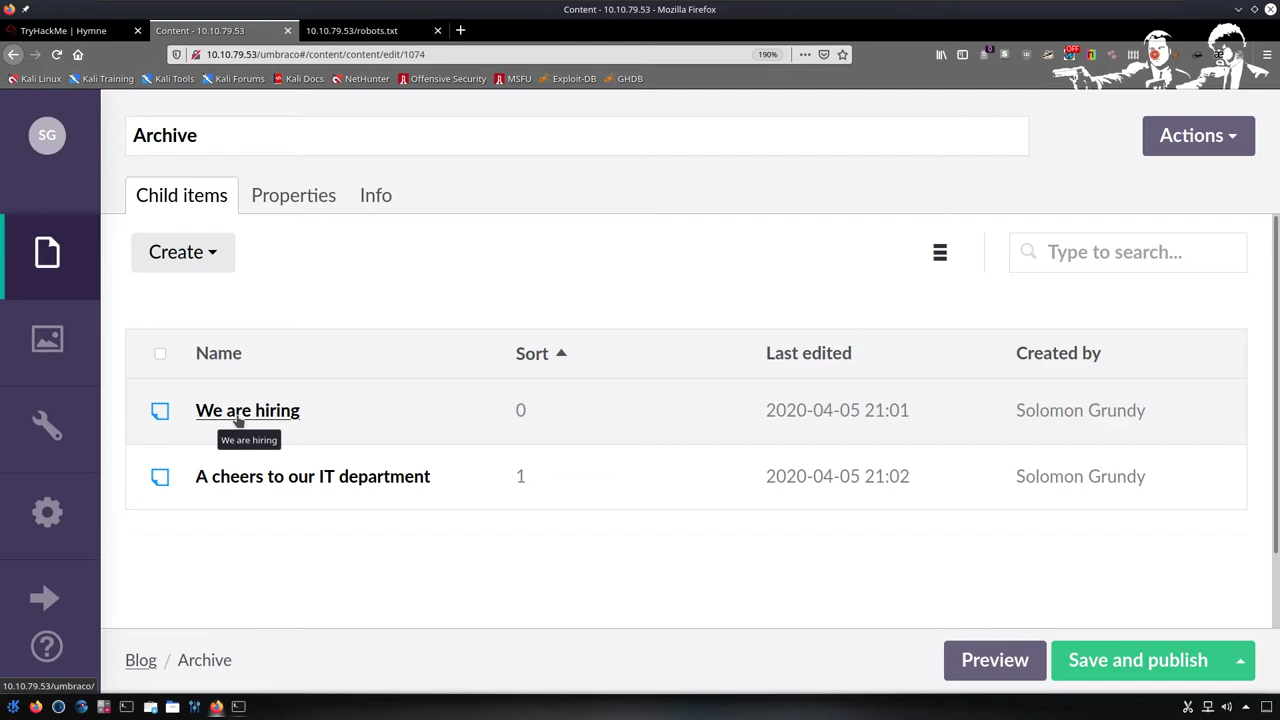 Content - 10.10.79.53 - Mozilla Firefox
TryHackMe | Hymne
Content - 10.10.79.53
10.10.79.53/robots.txt
10.10.79.53/umbraco#/content/content/edit/1074
190%
0
OFF
Kali Linux
Kali Training
Kali Tools
Kali Forums
Kali Docs
NetHunter
Offensive Security
MSFU
Exploit-DB
GHDB
SG
Archive
Actions
Child items
Properties
Info
Create
Type to search...
Name
Sort
Last edited
Created by
We are hiring
0
2020-04-05 21:01
Solomon Grundy
We are hiring
A cheers to our IT department
1
2020-04-05 21:02
Solomon Grundy
Blog / Archive
Preview
Save and publish
10.10.79.53/umbraco/